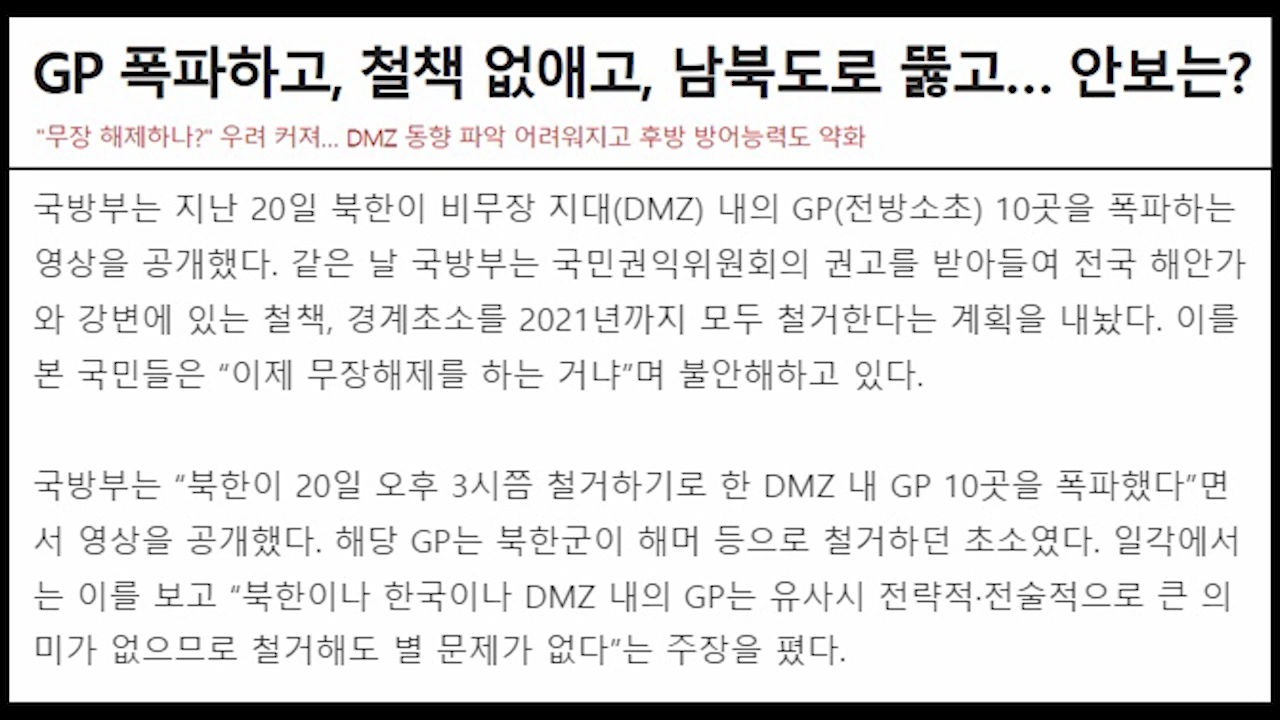 GP 폭파하고, 철책 없애고, 남북도로 뚫고... 안보는?
"무장 해제하나?" 우려 커져... DMZ 동향 파악 어려워지고 후방 방어능력도 약화
국방부는 지난 20일 북한이 비무장 지대(DMZ) 내의 GP(전방소초) 10곳을 폭파하는
영상을 공개했다. 같은 날 국방부는 국민권익위원회의 권고를 받아들여 전국 해안가
와 강변에 있는 철책, 경계초소를 2021년까지 모두 철거한다는 계획을 내놨다. 이를
본 국민들은 “이제 무장해제를 하는 거냐”며 불안해하고 있다.
국방부는 “북한이 20일 오후 3시쯤 철거하기로 한 DMZ 내 GP 10곳을 폭파했다”면
서 영상을 공개했다. 해당 GP는 북한군이 해머 등으로 철거하던 초소였다. 일각에서
는 이를 보고 “북한이나 한국이나 DMZ 내의 GP는 유사시 전략적·전술적으로 큰 의
미가 없으므로 철거해도 별 문제가 없다”는 주장을 폈다.